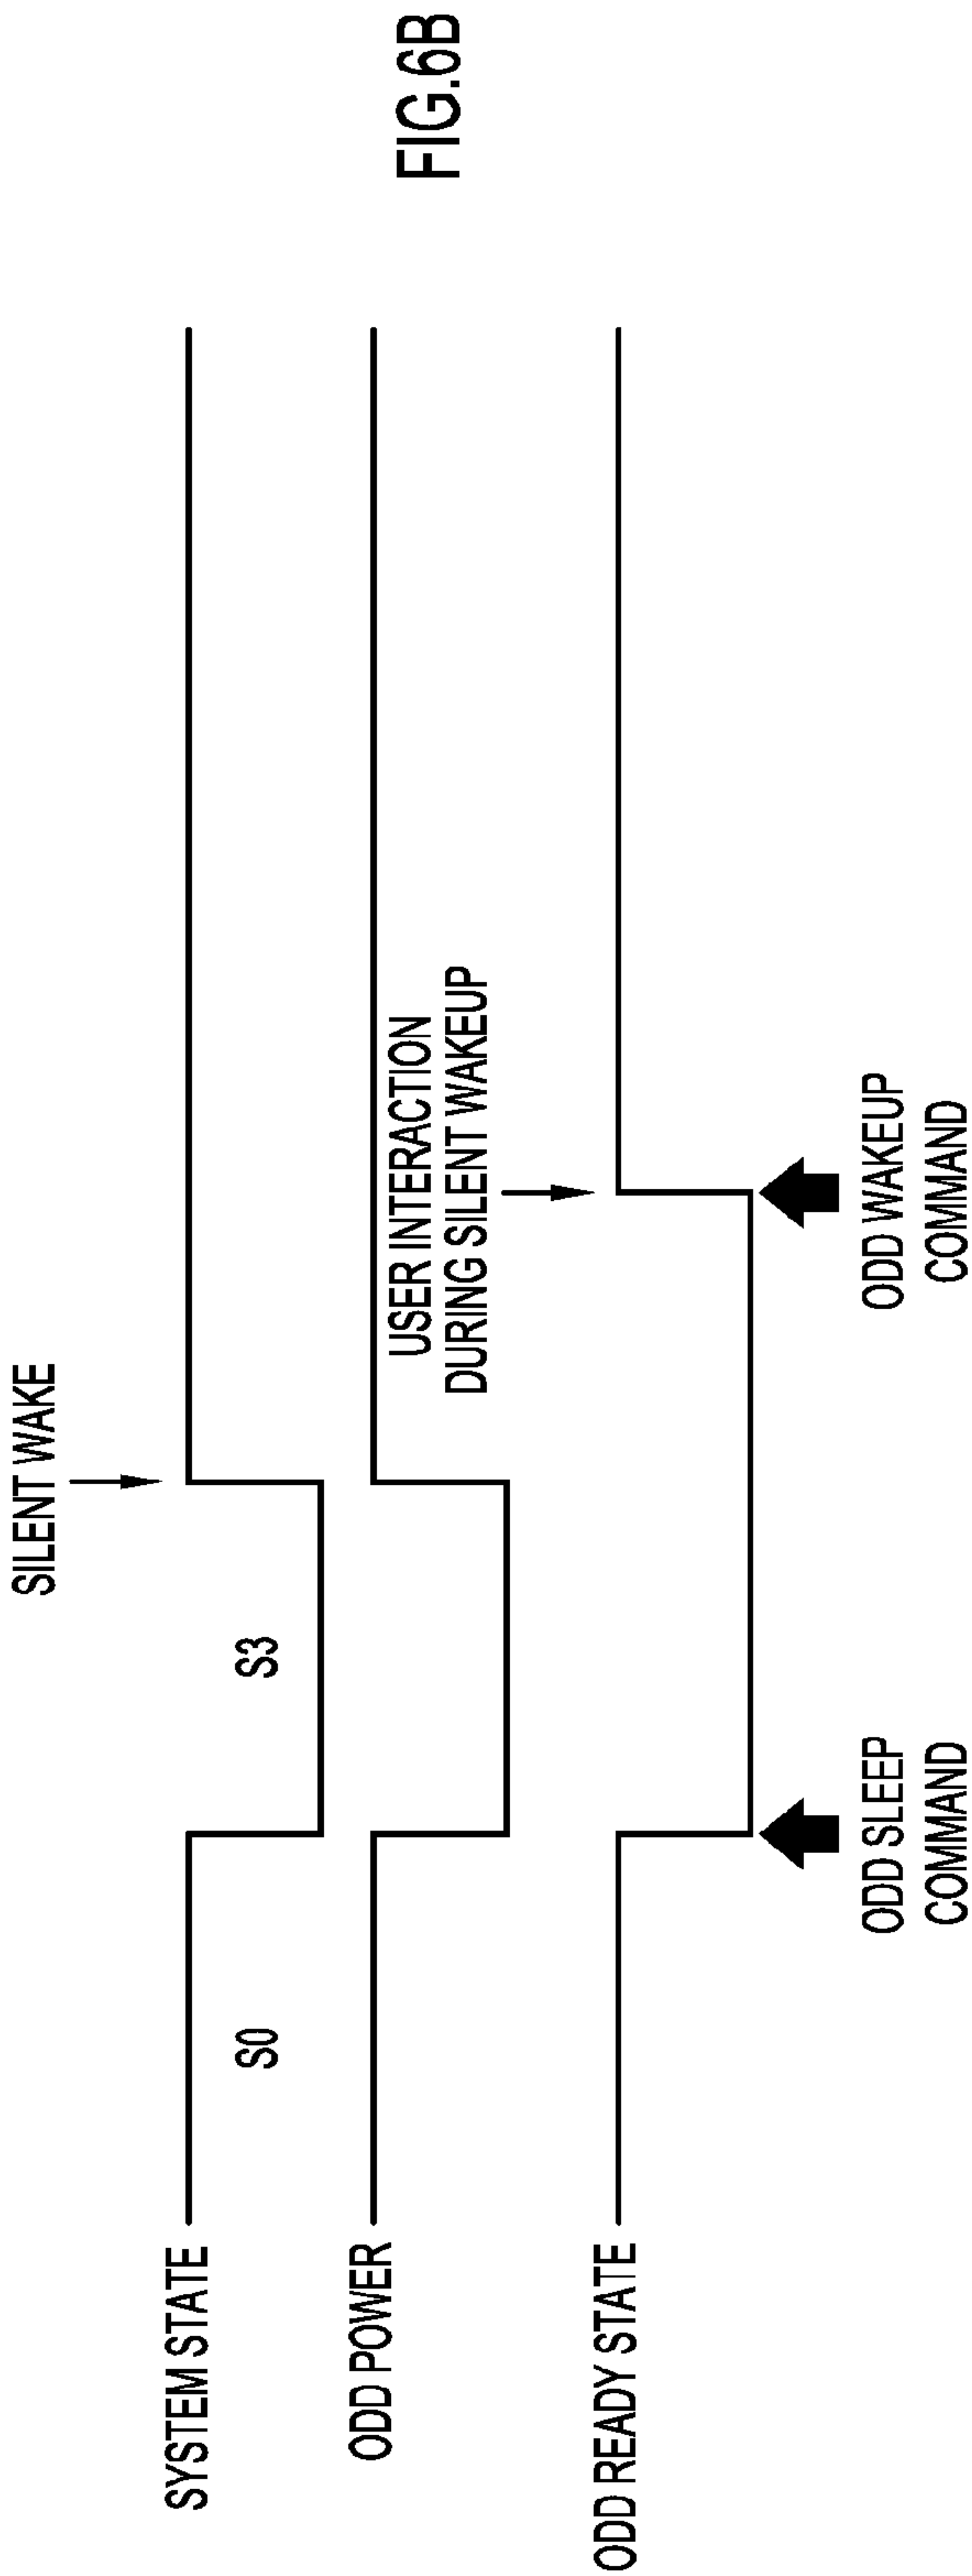 SILENT WAKE
SYSTEM STATE
S0
S3
ODD POWER
USER INTERACTION
DURING SILENT WAKEUP
ODD READY STATE
ODD SLEEP
COMMAND
ODD WAKEUP
COMMAND
FIG.6B